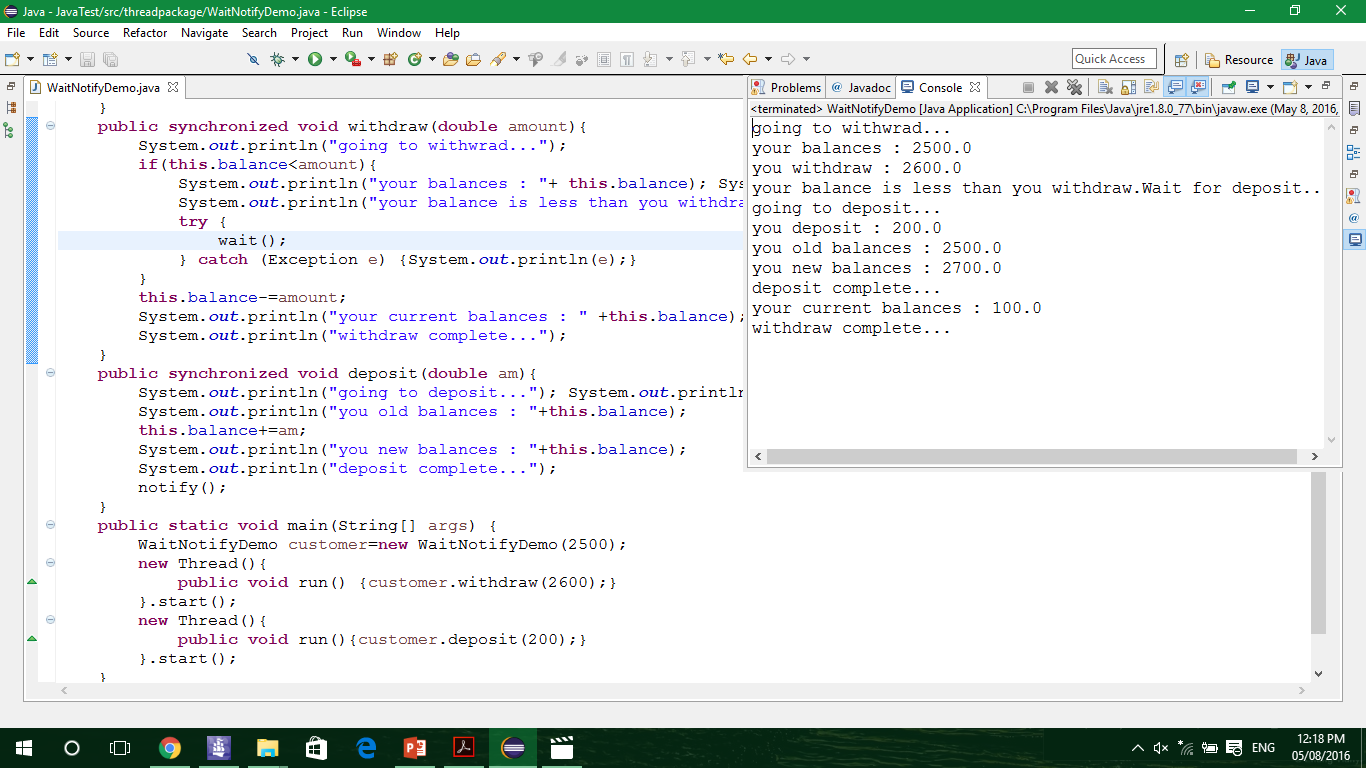 Java - JavaTest/src/threadpackage/WaitNotifyDemo.java - Eclipse
File Edit Source Refactor Navigate Search Project Run Window Help
Quick Access Resource Java
WaitNotifyDemo.java
}
public synchronized void withdraw(double amount){
System.out.println("going to withwrad...");
if(this.balance<amount){
System.out.println("your balances : "+ this.balance); Sys
System.out.println("your balance is less than you withdra
try {
wait();
} catch (Exception e) {System.out.println(e);}
}
this.balance-=amount;
System.out.println("your current balances : " +this.balance);
System.out.println("withdraw complete...");
}
public synchronized void deposit(double am){
System.out.println("going to deposit..."); System.out.println
System.out.println("you old balances : "+this.balance);
this.balance+=am;
System.out.println("you new balances : "+this.balance);
System.out.println("deposit complete...");
notify();
}
public static void main(String[] args) {
WaitNotifyDemo customer=new WaitNotifyDemo(2500);
new Thread(){
public void run() {customer.withdraw(2600);}
}.start();
new Thread(){
public void run(){customer.deposit(200);}
}.start();
}
Problems @ Javadoc Console
<terminated> WaitNotifyDemo [Java Application] C:\Program Files\Java\jre1.8.0_77\bin\javaw.exe (May 8, 2016,
going to withwrad...
your balances : 2500.0
you withdraw : 2600.0
your balance is less than you withdraw.Wait for deposit..
going to deposit...
you deposit : 200.0
you old balances : 2500.0
you new balances : 2700.0
deposit complete...
your current balances : 100.0
withdraw complete...
ENG
12:18 PM
05/08/2016